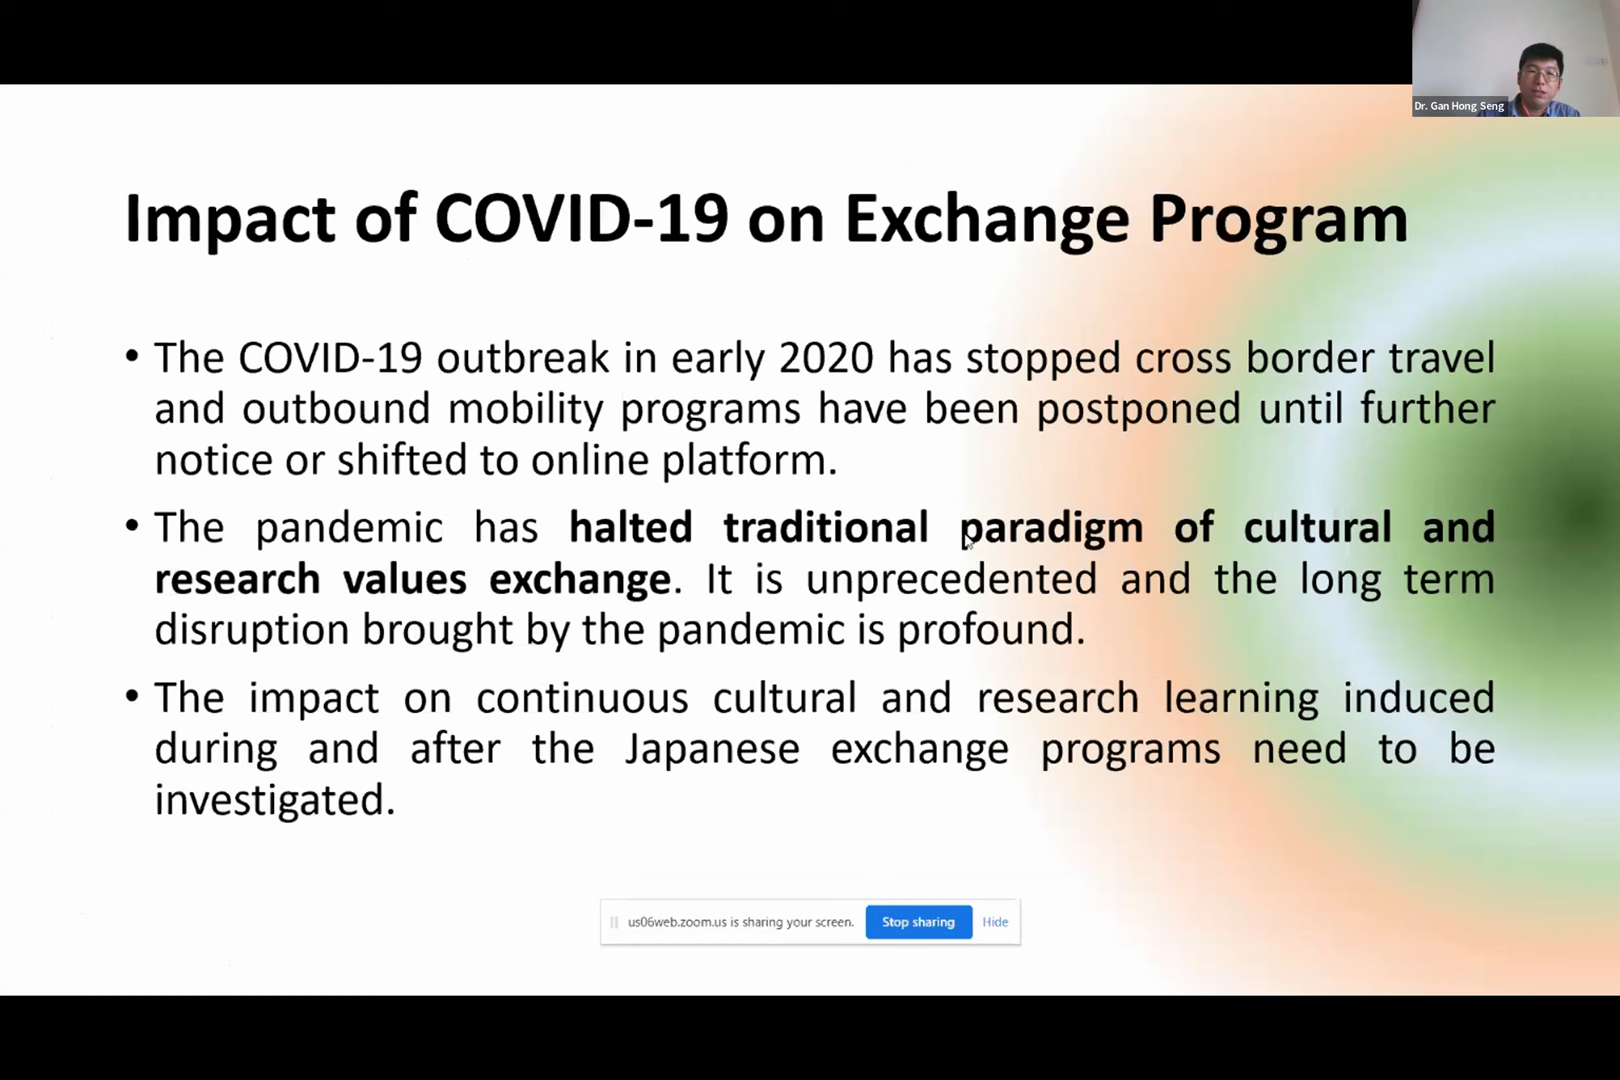 Dr. Gan Hong Seng
Impact of COVID-19 on Exchange Program
• The COVID-19 outbreak in early 2020 has stopped cross border travel
and outbound mobility programs have been postponed until further
notice or shifted to online platform.
• The pandemic has halted traditional paradigm of cultural and
research values exchange. It is unprecedented and the long term
disruption brought by the pandemic is profound.
• The impact on continuous cultural and research learning induced
during and after the Japanese exchange programs need to be
investigated.
us06web.zoom.us is sharing your screen. Stop sharing Hide